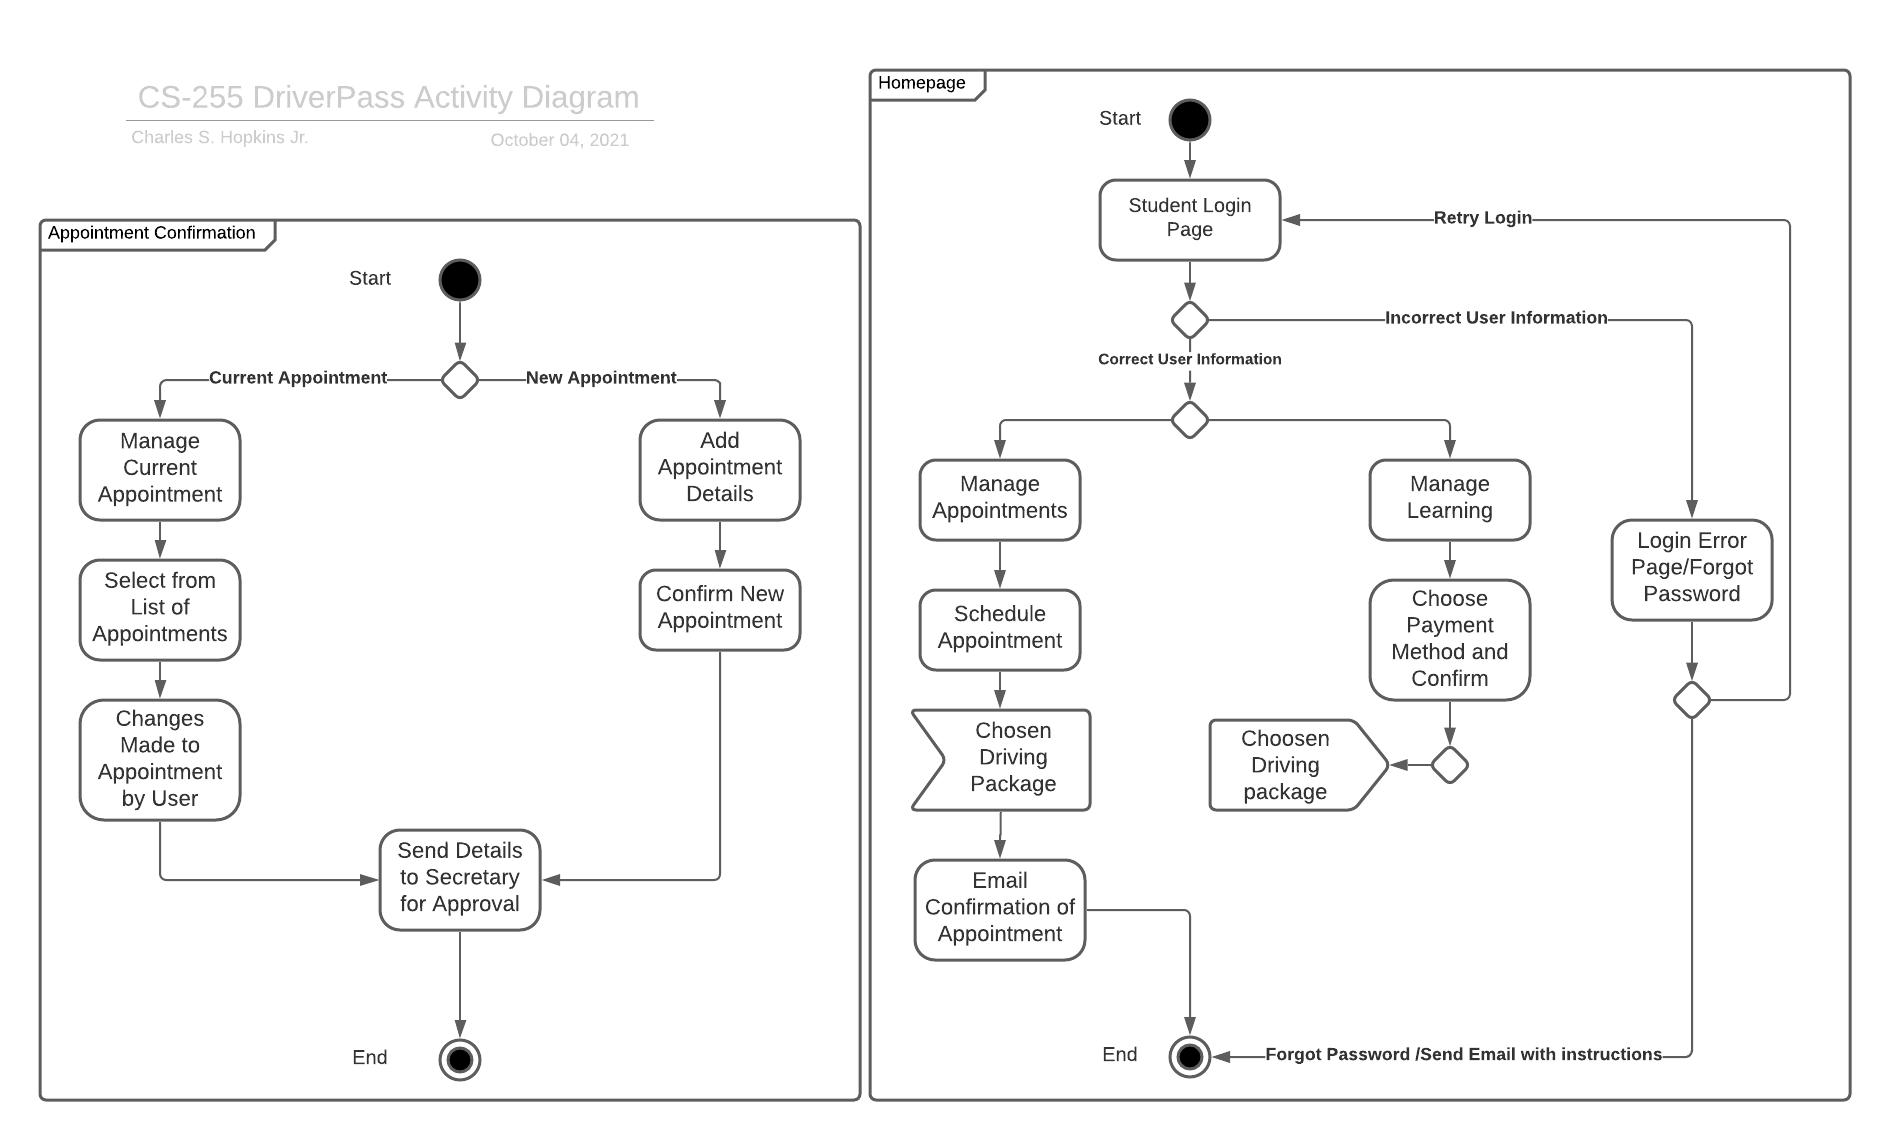 CS-255 DriverPass Activity Diagram
Charles S. Hopkins Jr.
October 04, 2021
Appointment Confirmation
Start
Current Appointment
New Appointment
Manage
Current
Appointment
Add
Appointment
Details
Select from
List of
Appointments
Confirm New
Appointment
Changes
Made to
Appointment
by User
Send Details
to Secretary
for Approval
End
Homepage
Start
Student Login
Page
Retry Login
Incorrect User Information
Correct User Information
Manage
Appointments
Manage
Learning
Login Error
Page/Forgot
Password
Schedule
Appointment
Choose
Payment
Method and
Confirm
Chosen
Driving
Package
Choosen
Driving
package
Email
Confirmation of
Appointment
End
Forgot Password /Send Email with instructions